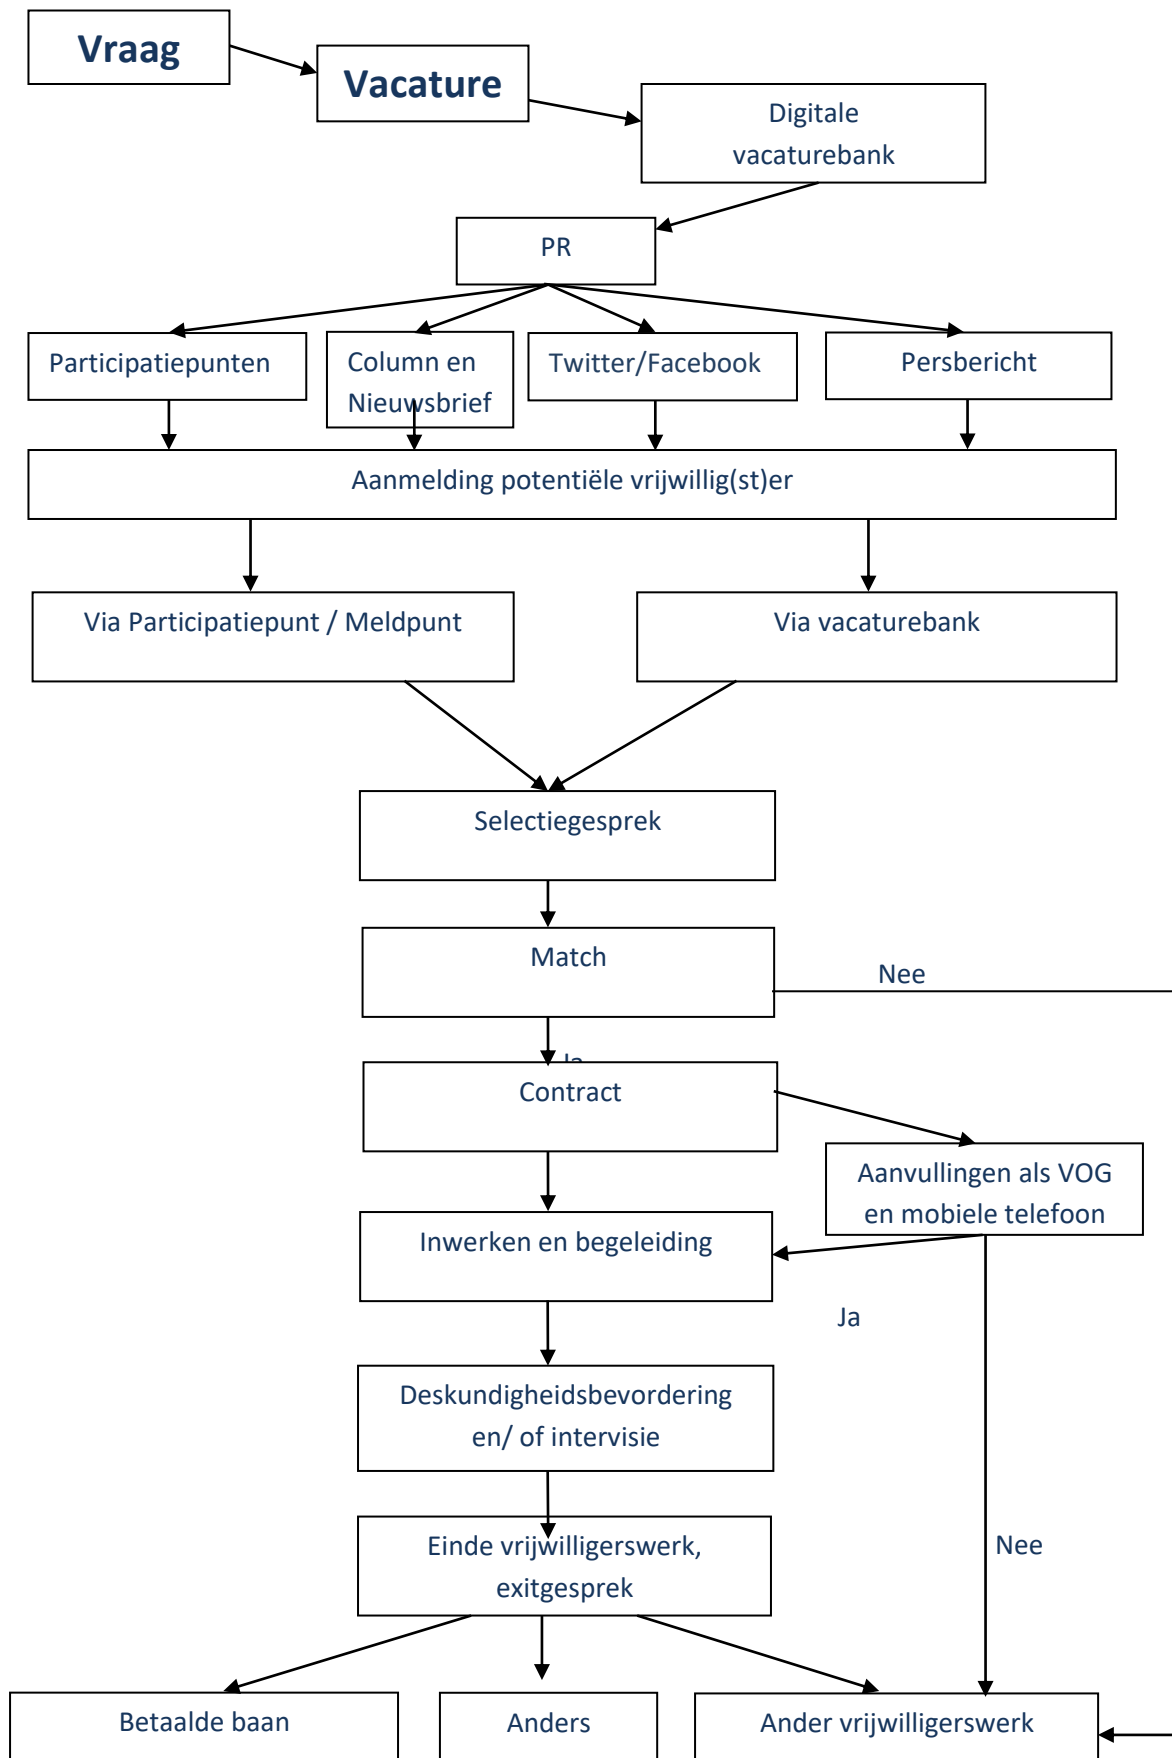 Vraag
Vacature
Digitale
vacaturebank
PR
Participatiepunten
Column en
Nieuwsbrief
Twitter/Facebook
Persbericht
Aanmelding potentiële vrijwillig(st)er
Via Participatiepunt / Meldpunt
Via vacaturebank
Selectiegesprek
Match
Nee
Ja
Contract
Aanvullingen als VOG
en mobiele telefoon
Inwerken en begeleiding
Ja
Deskundigheidsbevordering
en/ of intervisie
Einde vrijwilligerswerk,
exitgesprek
Nee
Betaalde baan
Anders
Ander vrijwilligerswerk